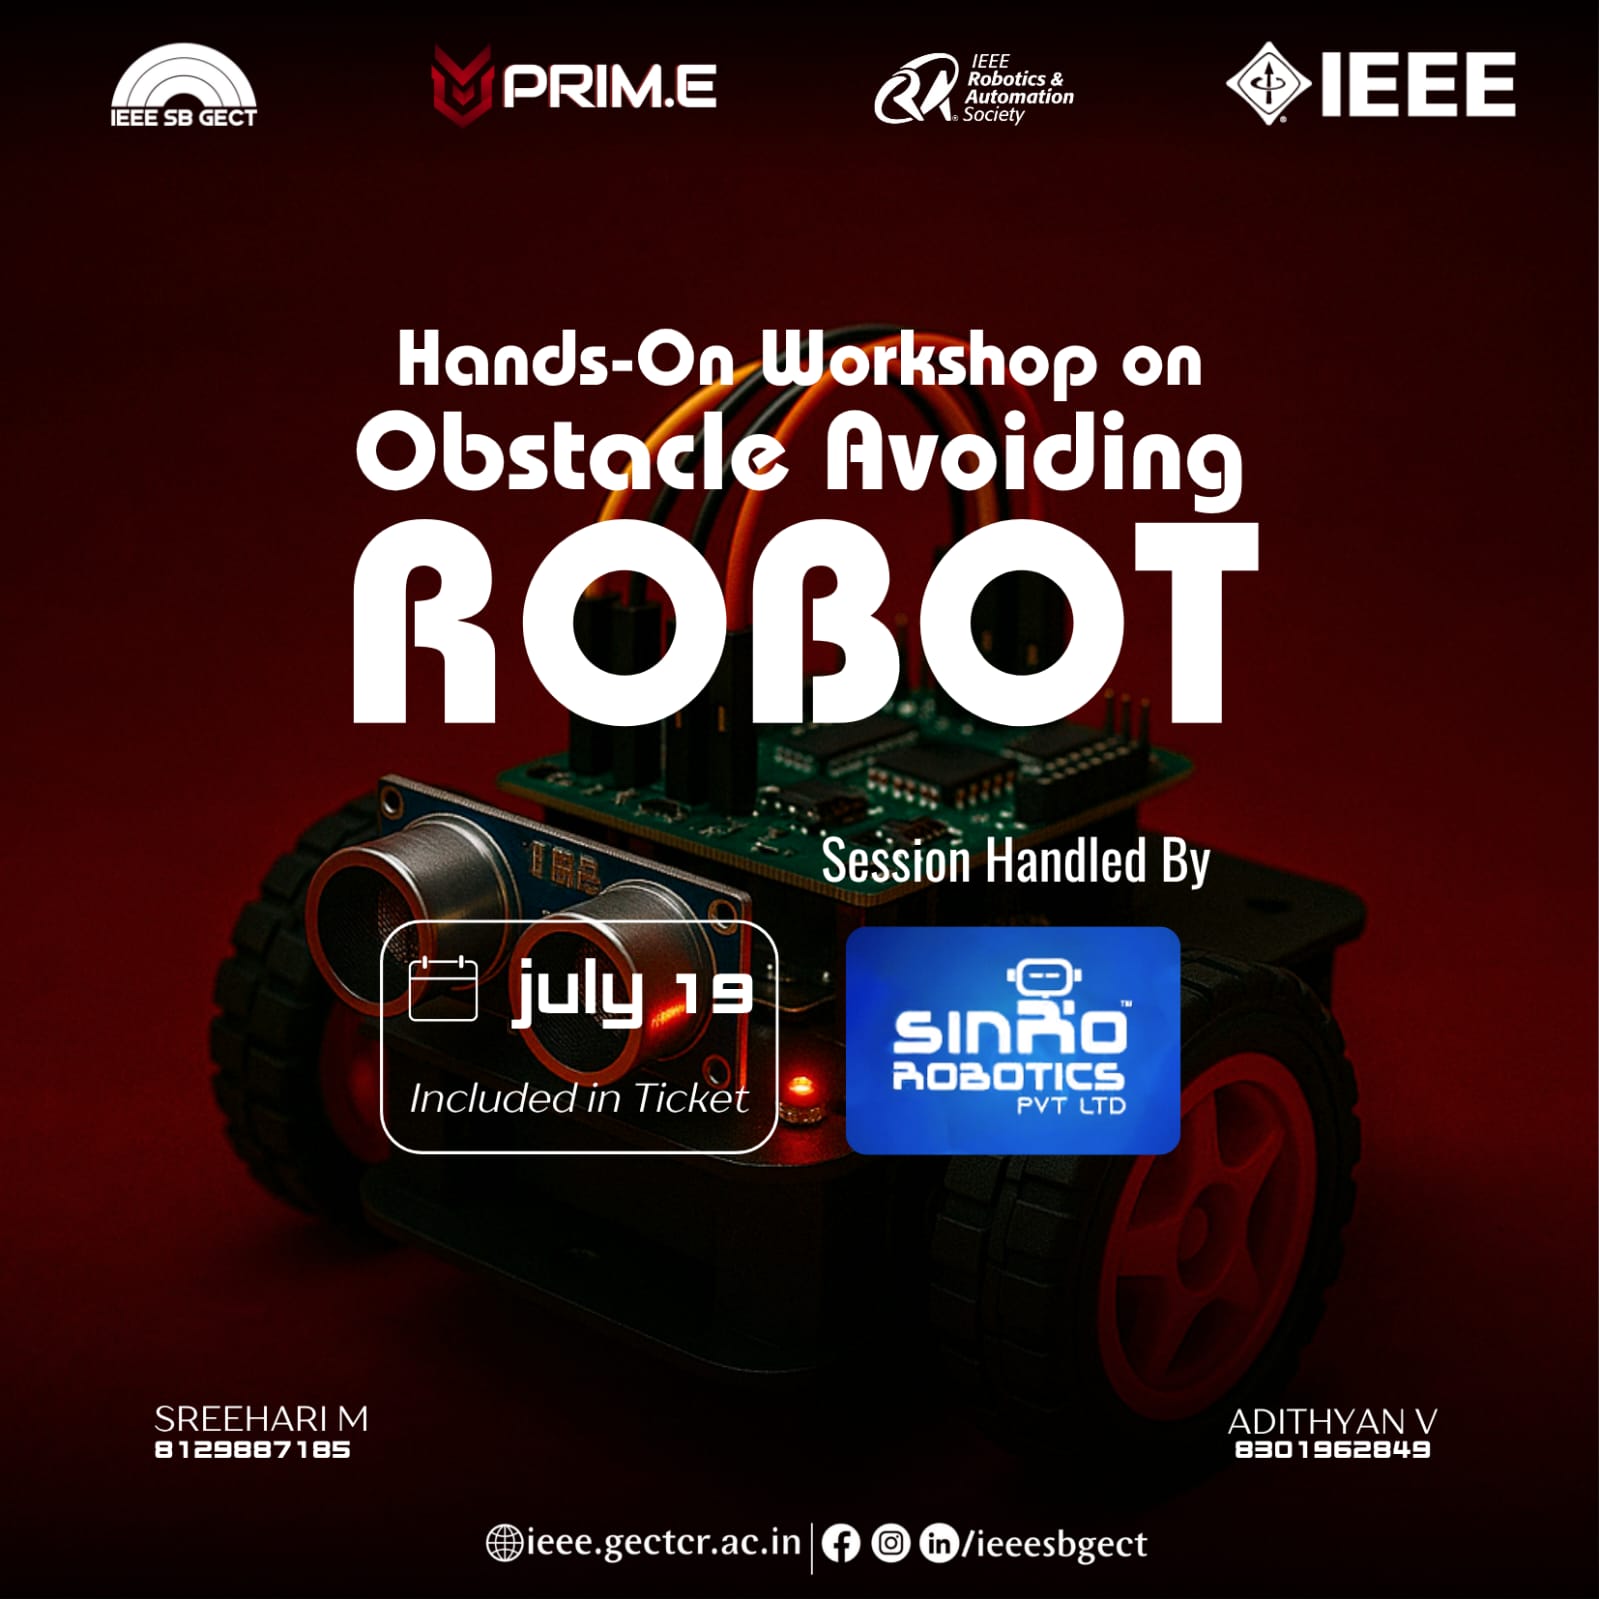 IEEE SB GECT
PRIM.E
IEEE
Robotics &
Automation
Society
IEEE
Hands-On Workshop on
Obstacle Avoiding
ROBOT
Session Handled By
july 19
Included in Ticket
SINRO™
ROBOTICS
PVT LTD
SREEHARI M
8129887185
ADITHYAN V
8301962849
ieee.gectcr.ac.in | /ieeesbgect